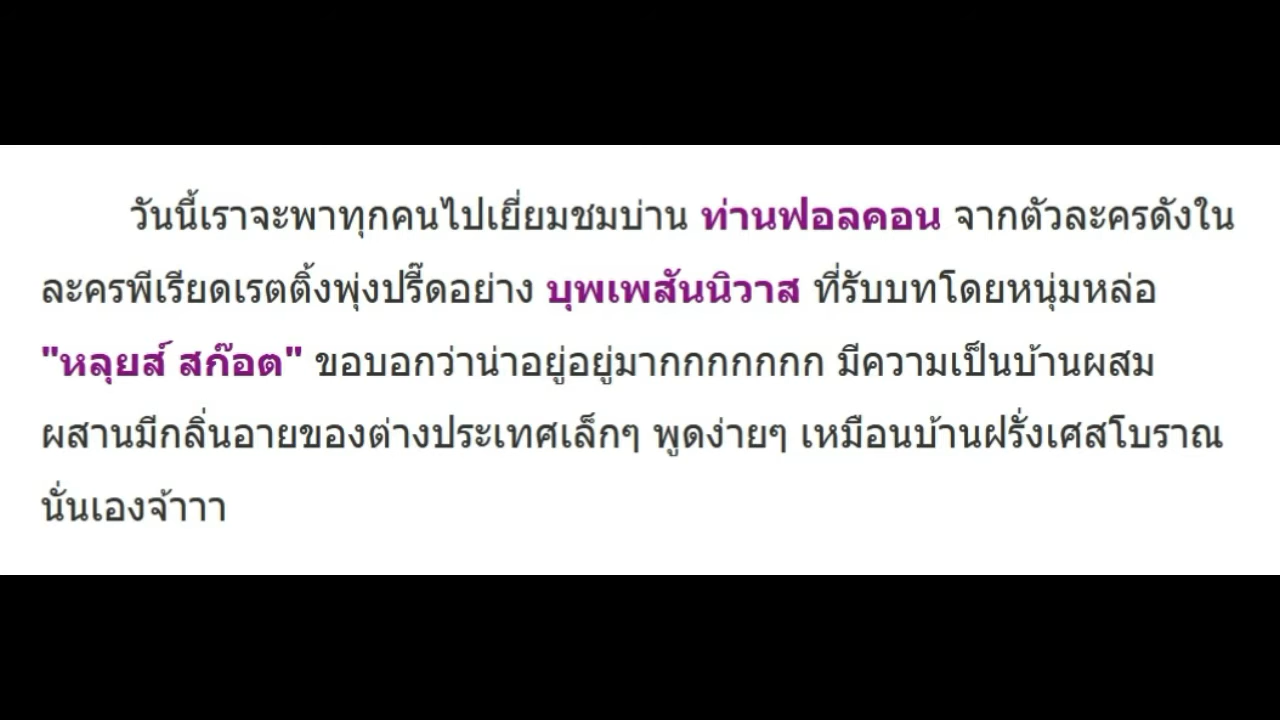 วันนี้เราจะพาทุกคนไปเยี่ยมชมบ่าน ท่านฟอลคอน จากตัวละครดังใน
ละครพีเรียดเรตติ้งพุ่งปรี๊ดอย่าง บุพเพสันนิวาส ที่รับบทโดยหนุ่มหล่อ
"หลุยส์ สก๊อต" ขอบอกว่าน่าอยู่อยู่มากกกกกกก มีความเป็นบ้านผสม
ผสานมีกลิ่นอายของต่างประเทศเล็กๆ พูดง่ายๆ เหมือนบ้านฝรั่งเศสโบราณ
นั่นเองจ้าาา